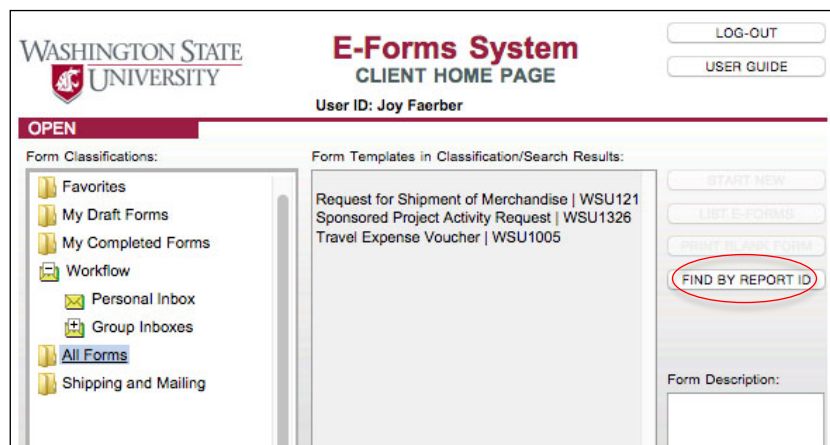 WASHINGTON STATE
UNIVERSITY
E-Forms System
CLIENT HOME PAGE
User ID: Joy Faerber
LOG-OUT
USER GUIDE
OPEN
Form Classifications:
Favorites
My Draft Forms
My Completed Forms
Workflow
Personal Inbox
Group Inboxes
All Forms
Shipping and Mailing
Form Templates in Classification/Search Results:
Request for Shipment of Merchandise | WSU121
Sponsored Project Activity Request | WSU1326
Travel Expense Voucher | WSU1005
START NEW
LIST E-FORMS
PRINT BLANK FORM
FIND BY REPORT ID
Form Description: